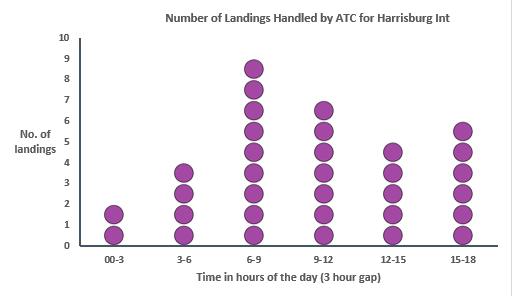 Number of Landings Handled by ATC for Harrisburg Int
10
9
8
7
6
5
4
3
2
1
0
No. of
landings
00-3 3-6 6-9 9-12 12-15 15-18
Time in hours of the day (3 hour gap)